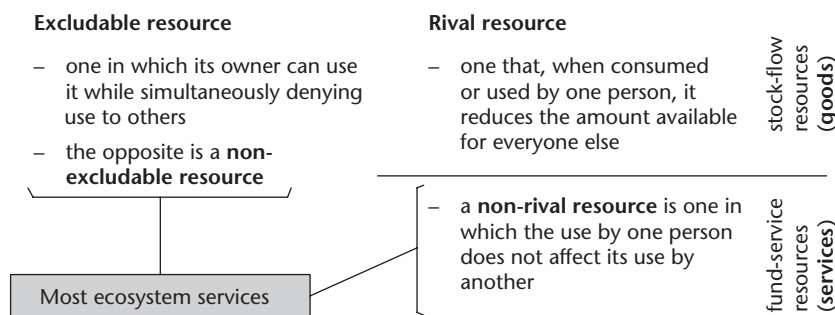 Excludable resource
– one in which its owner can use
it while simultaneously denying
use to others
– the opposite is a non-
excludable resource
Rival resource
– one that, when consumed
or used by one person, it
reduces the amount available
for everyone else
stock-flow
resources
(goods)
– a non-rival resource is one in
which the use by one person
does not affect its use by
another
fund-service
resources
(services)
Most ecosystem services